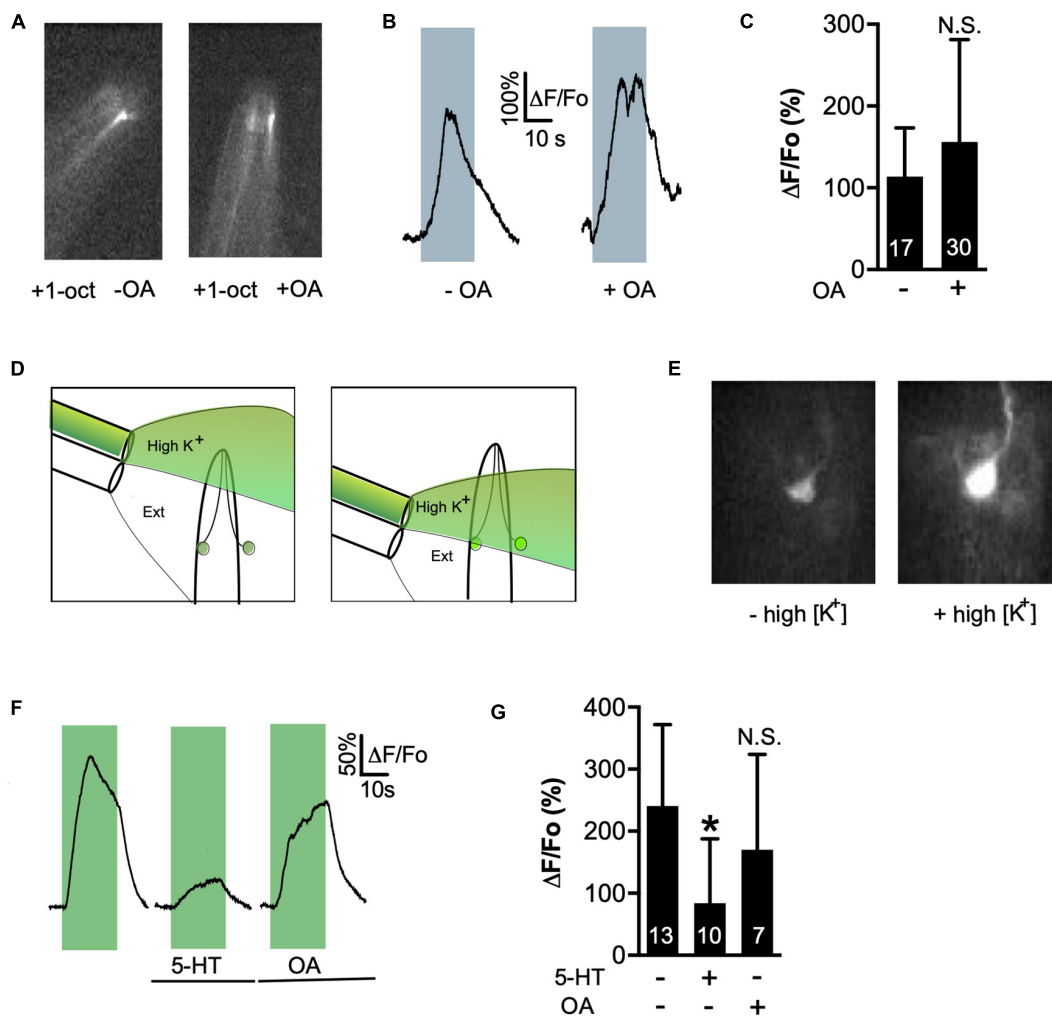 A
+1-oct -OA
+1-oct +OA
B
100%
ΔF/Fo
10 s
- OA
+ OA
C
300
200
100
0
ΔF/Fo (%)
N.S.
17
30
OA - +
D
High K+
Ext
High K+
Ext
E
- high [K+]
+ high [K+]
F
50%
ΔF/Fo
10s
5-HT
OA
G
400
300
200
100
0
ΔF/Fo (%)
*
N.S.
13
10
7
5-HT - + -
OA - - +